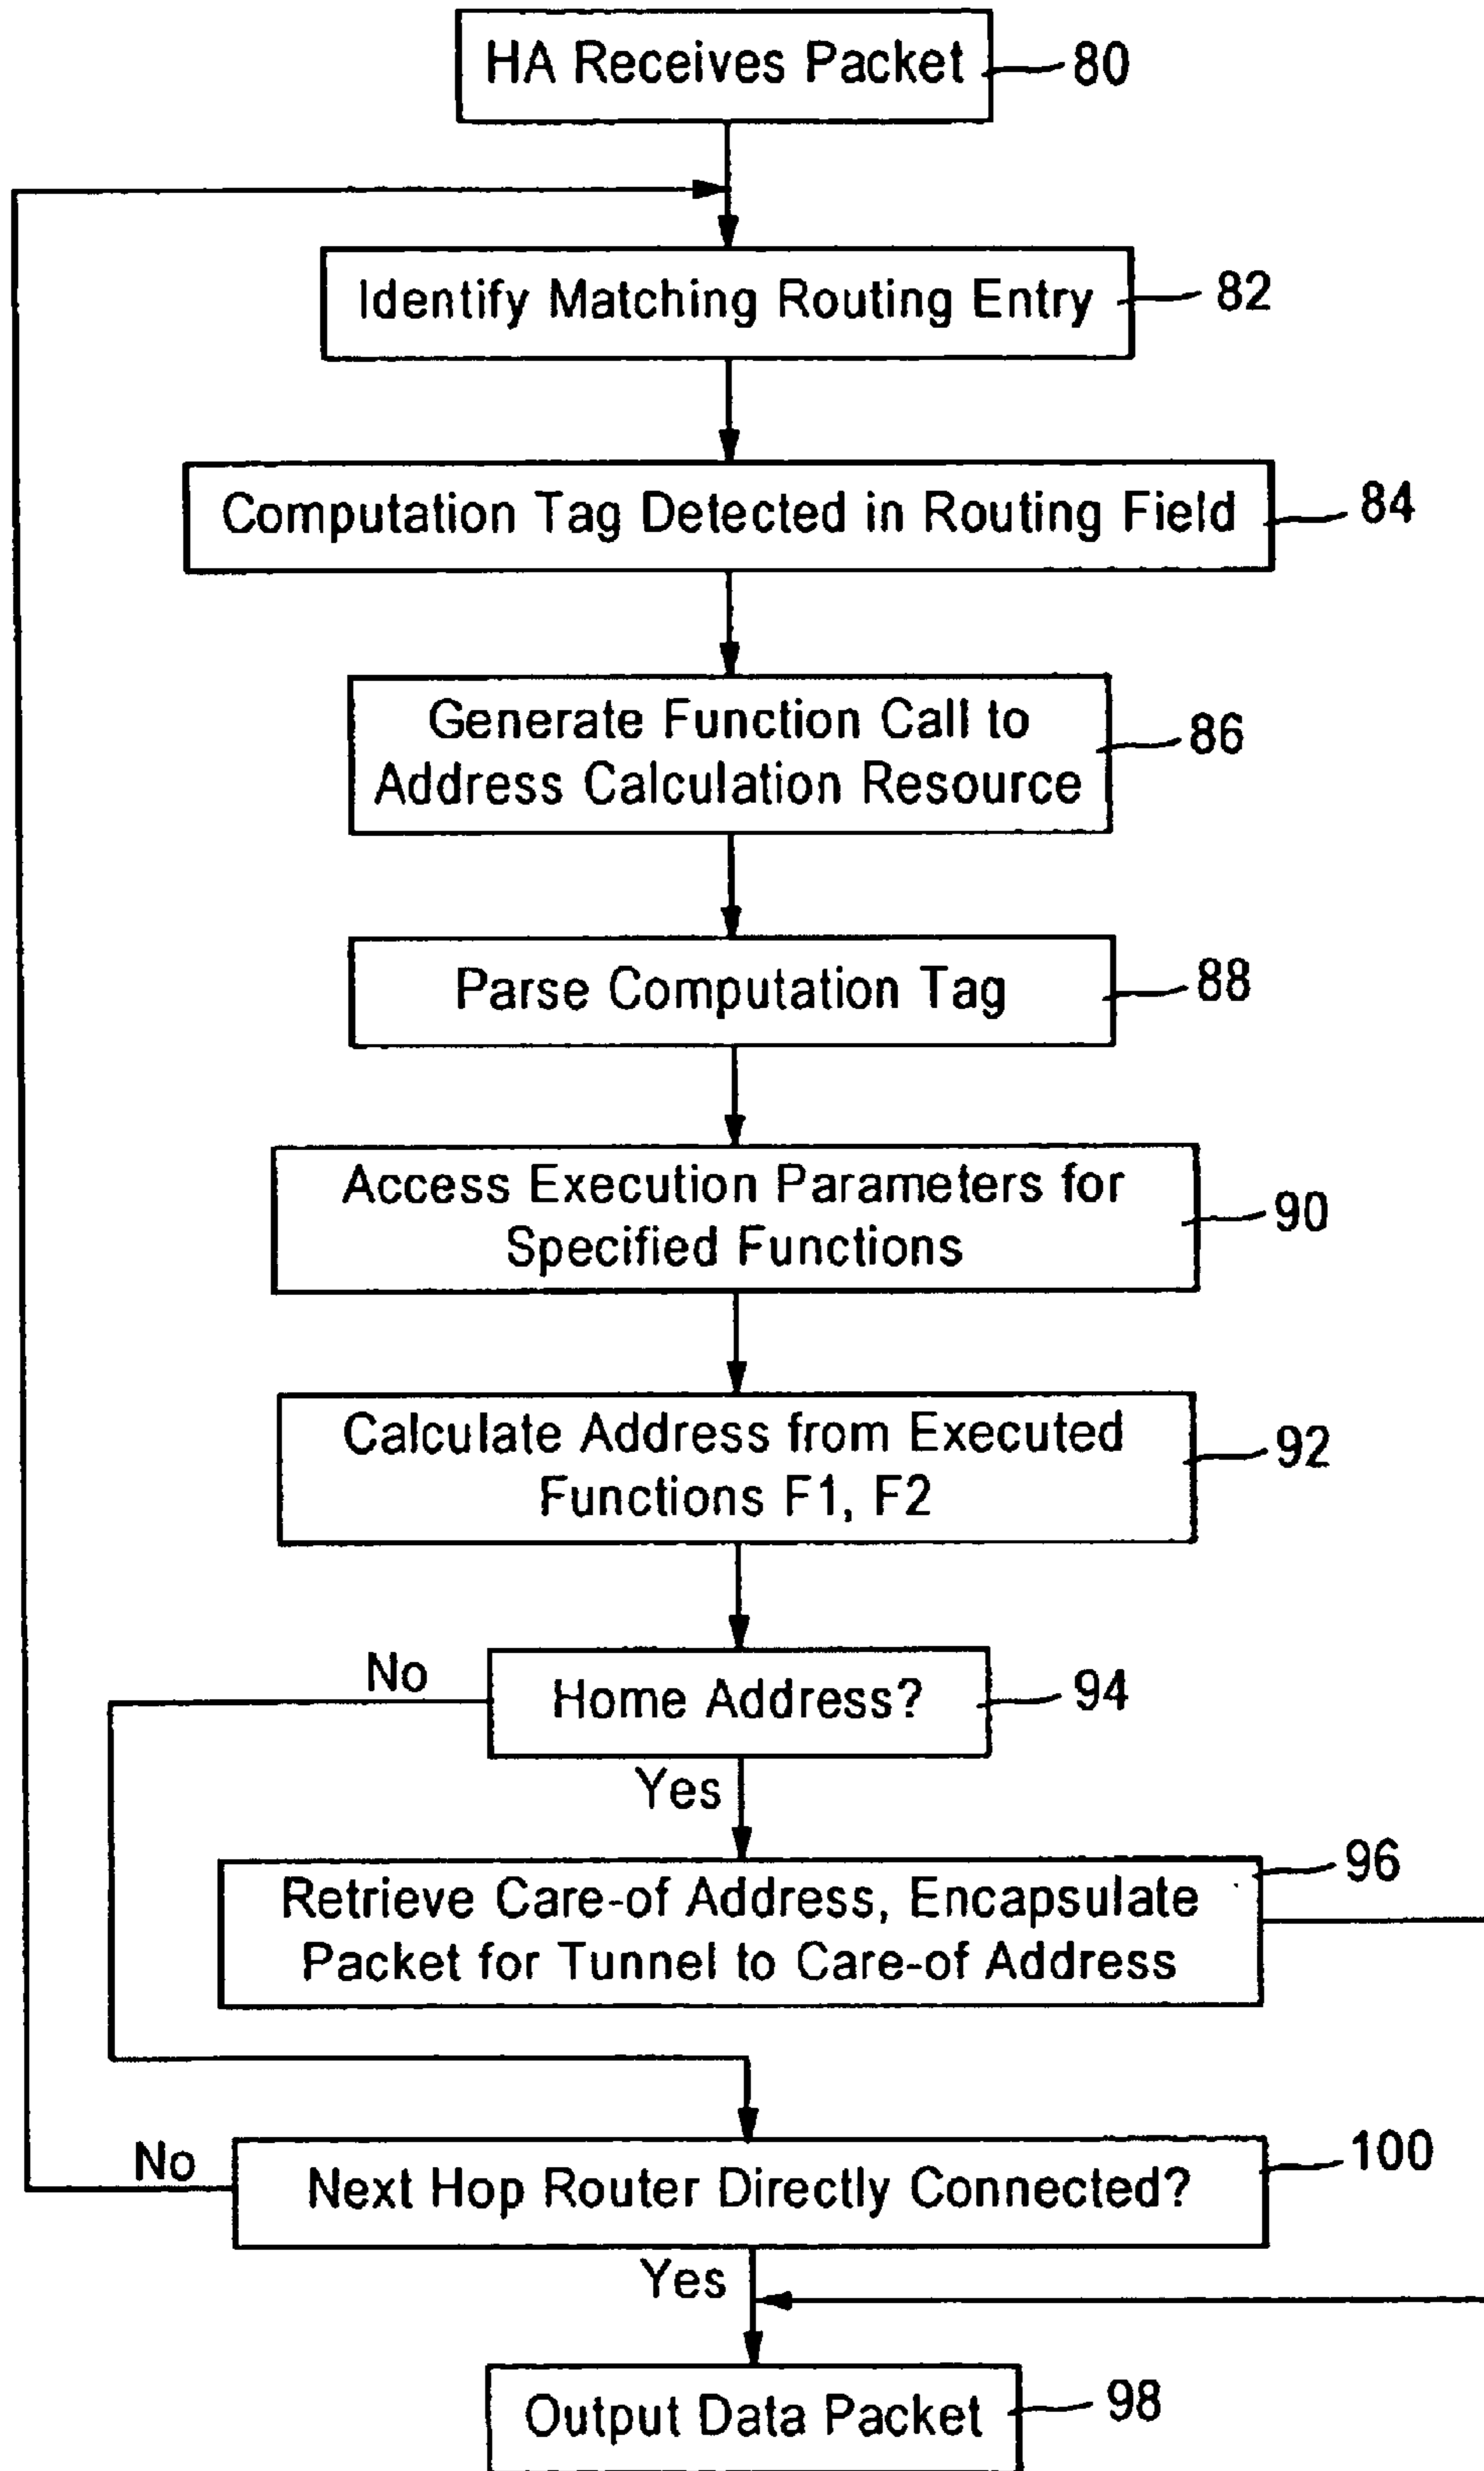 HA Receives Packet
80
Identify Matching Routing Entry
82
Computation Tag Detected in Routing Field
84
Generate Function Call to
Address Calculation Resource
86
Parse Computation Tag
88
Access Execution Parameters for
Specified Functions
90
Calculate Address from Executed
Functions F1, F2
92
No
Home Address?
94
Yes
Retrieve Care-of Address, Encapsulate
Packet for Tunnel to Care-of Address
96
No
Next Hop Router Directly Connected?
100
Yes
Output Data Packet
98